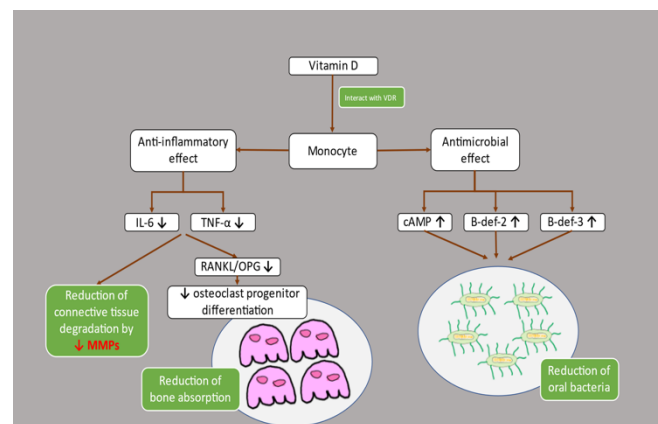 Vitamin D
Interact with VDR
Anti-inflammatory
effect
Monocyte
Antimicrobial
effect
IL-6 ↓
TNF-α ↓
cAMP ↑
B-def-2 ↑
B-def-3 ↑
RANKL/OPG ↓
↓ osteoclast progenitor
differentiation
Reduction of
connective tissue
degradation by
↓ MMPs
Reduction of
bone absorption
Reduction of
oral bacteria